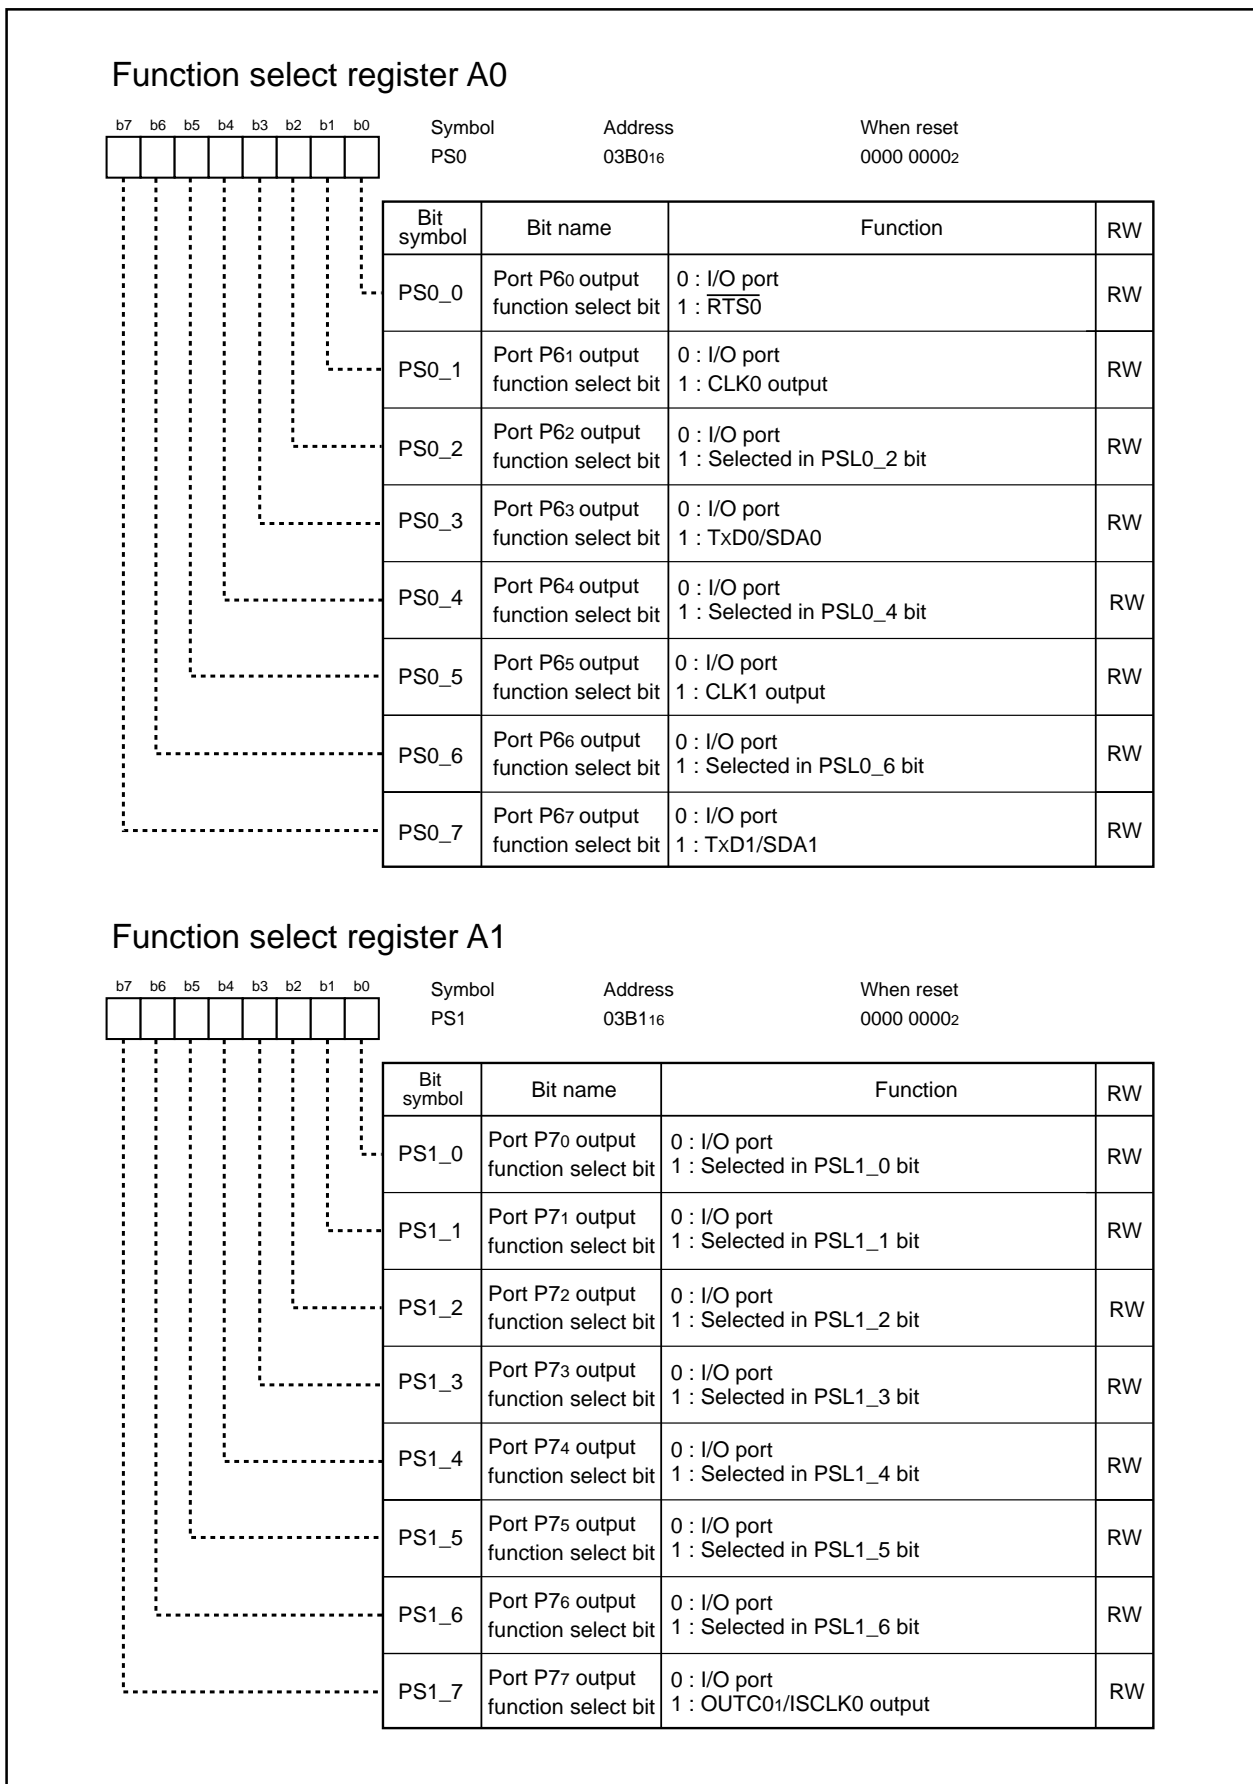 Function select register A0
b7 b6 b5 b4 b3 b2 b1 b0
Symbol Address When reset
PS0 03B016 0000 00002
Bit symbol Bit name Function RW
PS0_0 Port P60 output function select bit 0 : I/O port 1 : RTS0 RW
PS0_1 Port P61 output function select bit 0 : I/O port 1 : CLK0 output RW
PS0_2 Port P62 output function select bit 0 : I/O port 1 : Selected in PSL0_2 bit RW
PS0_3 Port P63 output function select bit 0 : I/O port 1 : TxD0/SDA0 RW
PS0_4 Port P64 output function select bit 0 : I/O port 1 : Selected in PSL0_4 bit RW
PS0_5 Port P65 output function select bit 0 : I/O port 1 : CLK1 output RW
PS0_6 Port P66 output function select bit 0 : I/O port 1 : Selected in PSL0_6 bit RW
PS0_7 Port P67 output function select bit 0 : I/O port 1 : TxD1/SDA1 RW
Function select register A1
b7 b6 b5 b4 b3 b2 b1 b0
Symbol Address When reset
PS1 03B116 0000 00002
Bit symbol Bit name Function RW
PS1_0 Port P70 output function select bit 0 : I/O port 1 : Selected in PSL1_0 bit RW
PS1_1 Port P71 output function select bit 0 : I/O port 1 : Selected in PSL1_1 bit RW
PS1_2 Port P72 output function select bit 0 : I/O port 1 : Selected in PSL1_2 bit RW
PS1_3 Port P73 output function select bit 0 : I/O port 1 : Selected in PSL1_3 bit RW
PS1_4 Port P74 output function select bit 0 : I/O port 1 : Selected in PSL1_4 bit RW
PS1_5 Port P75 output function select bit 0 : I/O port 1 : Selected in PSL1_5 bit RW
PS1_6 Port P76 output function select bit 0 : I/O port 1 : Selected in PSL1_6 bit RW
PS1_7 Port P77 output function select bit 0 : I/O port 1 : OUTC01/ISCLK0 output RW